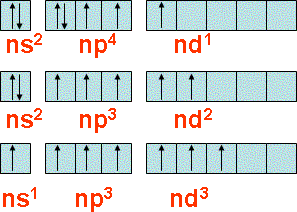 ns² np⁴ nd¹
ns² np³ nd²
ns¹ np³ nd³